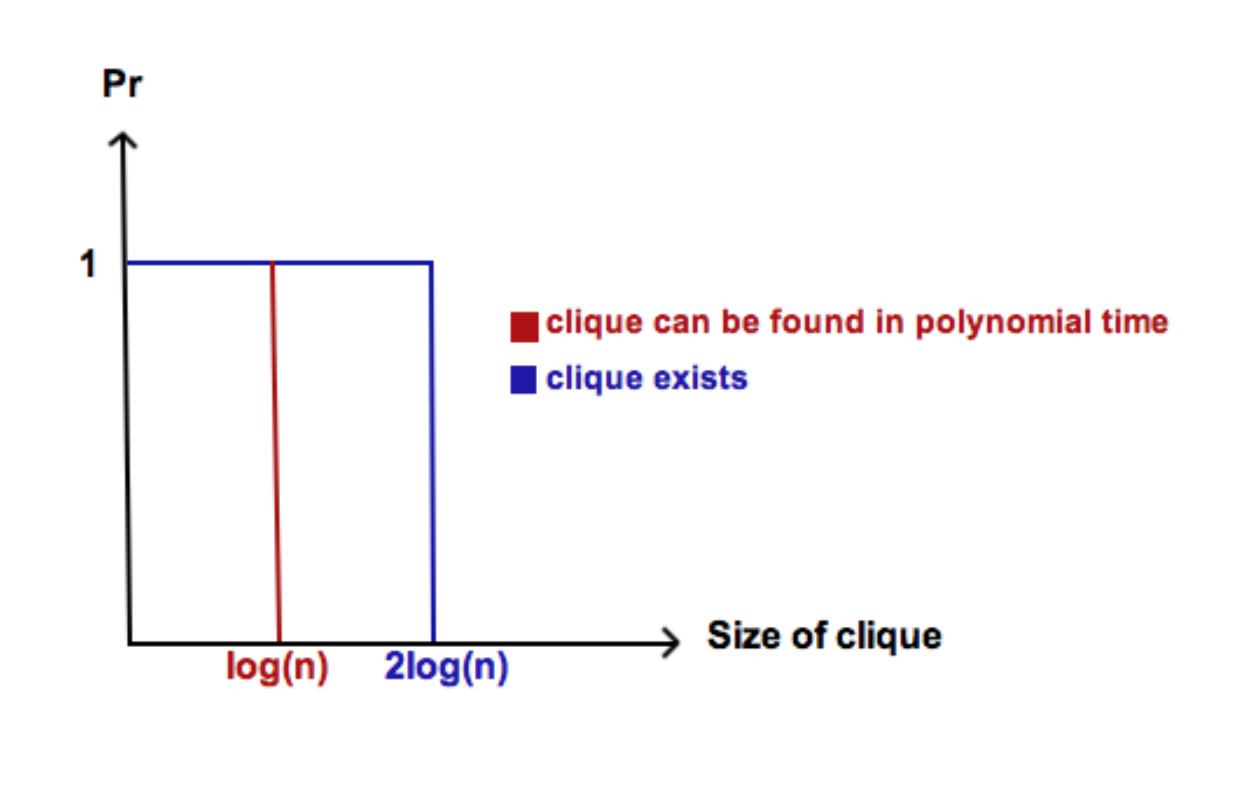 Pr
1
clique can be found in polynomial time
clique exists
Size of clique
log(n)
2log(n)